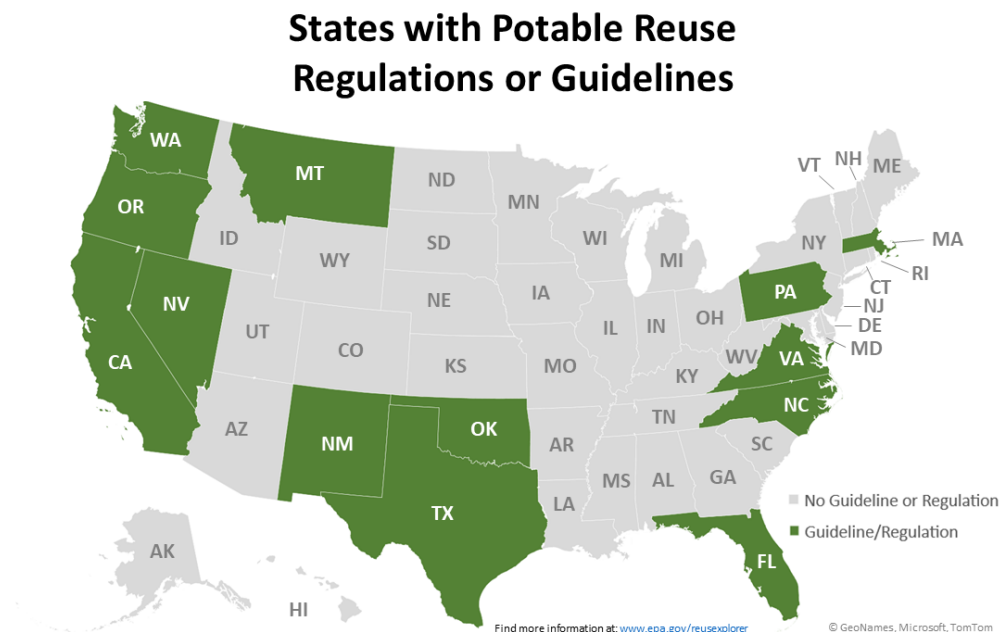 States with Potable Reuse
Regulations or Guidelines
WA
MT
ND
MN
VT
NH
ME
OR
ID
SD
WI
MI
NY
MA
WY
RI
NV
NE
IA
PA
CT
NJ
UT
CO
IL
IN
OH
DE
CA
KS
MO
WV
VA
MD
KY
NC
AZ
NM
OK
AR
TN
SC
MS
AL
GA
TX
LA
No Guideline or Regulation
Guideline/Regulation
AK
FL
HI
Find more information at: www.epa.gov/reusexplorer
© GeoNames, Microsoft, TomTom